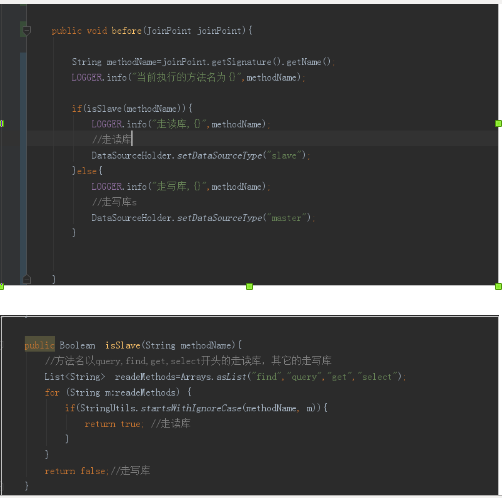 public void before(JoinPoint joinPoint){
String methodName=joinPoint.getSignature().getName();
LOGGER.info("当前执行的方法名为{}",methodName);
if(isSlave(methodName)){
LOGGER.info("走读库,{}",methodName);
//走读库
DataSourceHolder.setDataSourceType("slave");
}else{
LOGGER.info("走写库,{}",methodName);
//走写库s
DataSourceHolder.setDataSourceType("master");
}
}
public Boolean isSlave(String methodName){
//方法名以query,find,get,select开头的走读库，其它的走写库
List<String> readeMethods=Arrays.asList("find","query","get","select");
for (String m:readeMethods) {
if(StringUtils.startsWithIgnoreCase(methodName, m)){
return true; //走读库
}
}
return false;//走写库
}